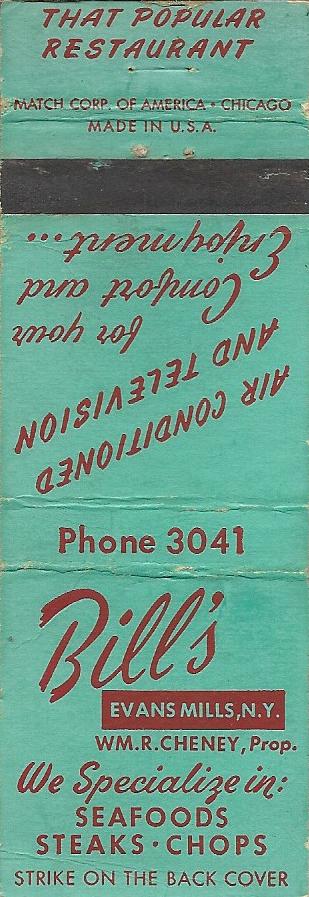 THAT POPULAR
RESTAURANT
MATCH CORP. OF AMERICA • CHICAGO
MADE IN U.S.A.
AIR CONDITIONED
AND TELEVISION
for your
Comfort and
Enjoyment...
Phone 3041
Bill's
EVANS MILLS, N.Y.
WM. R. CHENEY, Prop.
We Specialize in:
SEAFOODS
STEAKS • CHOPS
STRIKE ON THE BACK COVER